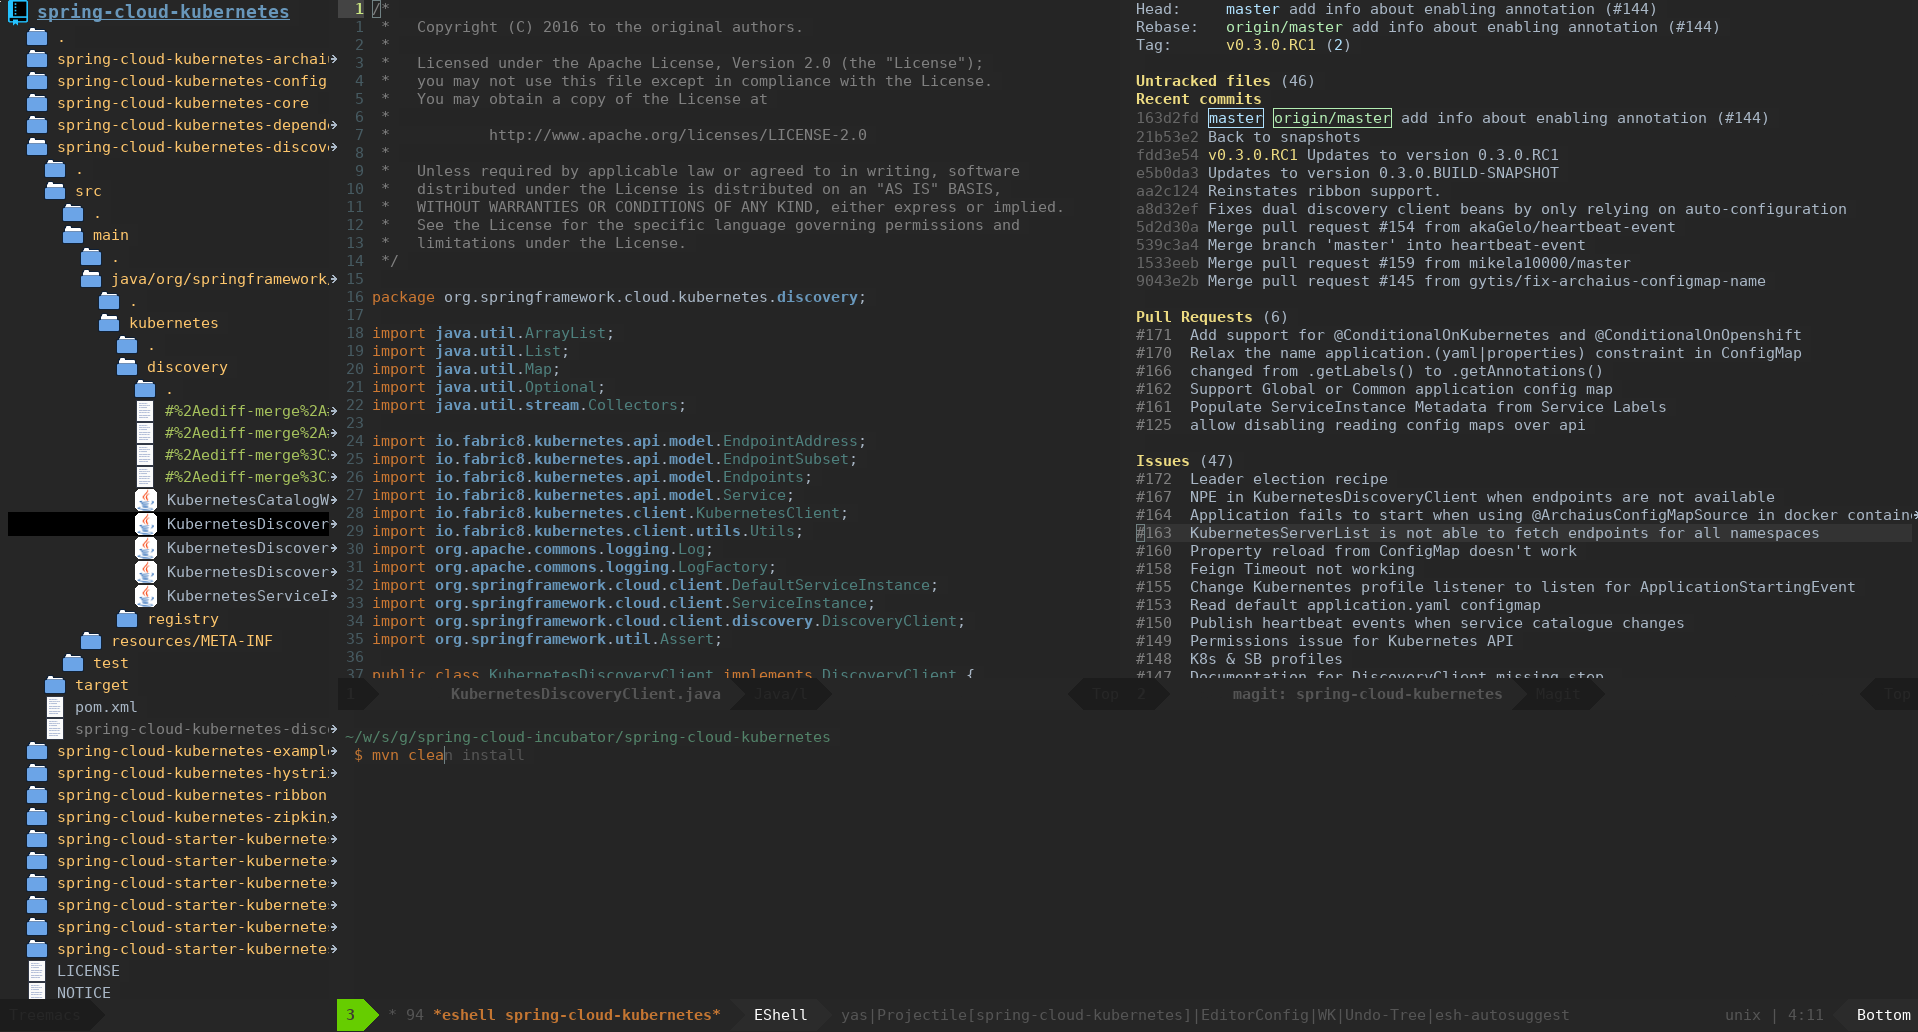 spring-cloud-kubernetes
.
spring-cloud-kubernetes-archai
spring-cloud-kubernetes-config
spring-cloud-kubernetes-core
spring-cloud-kubernetes-depend
spring-cloud-kubernetes-discov
.
src
.
main
.
java/org/springframework
.
kubernetes
.
discovery
.
#%2Aediff-merge%2A
#%2Aediff-merge%2A
#%2Aediff-merge%3C
#%2Aediff-merge%3C
KubernetesCatalogW
KubernetesDiscover
KubernetesDiscover
KubernetesDiscover
KubernetesServiceI
registry
resources/META-INF
test
target
pom.xml
spring-cloud-kubernetes-disc
spring-cloud-kubernetes-exampl
spring-cloud-kubernetes-hystri
spring-cloud-kubernetes-ribbon
spring-cloud-kubernetes-zipkin
spring-cloud-starter-kubernete
spring-cloud-starter-kubernete
spring-cloud-starter-kubernete
spring-cloud-starter-kubernete
spring-cloud-starter-kubernete
spring-cloud-starter-kubernete
LICENSE
NOTICE
Treemacs
1 /*
1 *   Copyright (C) 2016 to the original authors.
2 *
3 *   Licensed under the Apache License, Version 2.0 (the "License");
4 *   you may not use this file except in compliance with the License.
5 *   You may obtain a copy of the License at
6 *
7 *           http://www.apache.org/licenses/LICENSE-2.0
8 *
9 *   Unless required by applicable law or agreed to in writing, software
10 *   distributed under the License is distributed on an "AS IS" BASIS,
11 *   WITHOUT WARRANTIES OR CONDITIONS OF ANY KIND, either express or implied.
12 *   See the License for the specific language governing permissions and
13 *   limitations under the License.
14 */
15
16 package org.springframework.cloud.kubernetes.discovery;
17
18 import java.util.ArrayList;
19 import java.util.List;
20 import java.util.Map;
21 import java.util.Optional;
22 import java.util.stream.Collectors;
23
24 import io.fabric8.kubernetes.api.model.EndpointAddress;
25 import io.fabric8.kubernetes.api.model.EndpointSubset;
26 import io.fabric8.kubernetes.api.model.Endpoints;
27 import io.fabric8.kubernetes.api.model.Service;
28 import io.fabric8.kubernetes.client.KubernetesClient;
29 import io.fabric8.kubernetes.client.utils.Utils;
30 import org.apache.commons.logging.Log;
31 import org.apache.commons.logging.LogFactory;
32 import org.springframework.cloud.client.DefaultServiceInstance;
33 import org.springframework.cloud.client.ServiceInstance;
34 import org.springframework.cloud.client.discovery.DiscoveryClient;
35 import org.springframework.util.Assert;
36
37 public class KubernetesDiscoveryClient implements DiscoveryClient {
1 KubernetesDiscoveryClient.java Java/l Top
Head:     master add info about enabling annotation (#144)
Rebase:   origin/master add info about enabling annotation (#144)
Tag:      v0.3.0.RC1 (2)
Untracked files (46)
Recent commits
163d2fd master origin/master add info about enabling annotation (#144)
21b53e2 Back to snapshots
fdd3e54 v0.3.0.RC1 Updates to version 0.3.0.RC1
e5b0da3 Updates to version 0.3.0.BUILD-SNAPSHOT
aa2c124 Reinstates ribbon support.
a8d32ef Fixes dual discovery client beans by only relying on auto-configuration
5d2d30a Merge pull request #154 from akaGelo/heartbeat-event
539c3a4 Merge branch 'master' into heartbeat-event
1533eeb Merge pull request #159 from mikela10000/master
9043e2b Merge pull request #145 from gytis/fix-archaius-configmap-name
Pull Requests (6)
#171  Add support for @ConditionalOnKubernetes and @ConditionalOnOpenshift
#170  Relax the name application.(yaml|properties) constraint in ConfigMap
#166  changed from .getLabels() to .getAnnotations()
#162  Support Global or Common application config map
#161  Populate ServiceInstance Metadata from Service Labels
#125  allow disabling reading config maps over api
Issues (47)
#172  Leader election recipe
#167  NPE in KubernetesDiscoveryClient when endpoints are not available
#164  Application fails to start when using @ArchaiusConfigMapSource in docker contain
#163  KubernetesServerList is not able to fetch endpoints for all namespaces
#160  Property reload from ConfigMap doesn't work
#158  Feign Timeout not working
#155  Change Kubernentes profile listener to listen for ApplicationStartingEvent
#153  Read default application.yaml configmap
#150  Publish heartbeat events when service catalogue changes
#149  Permissions issue for Kubernetes API
#148  K8s & SB profiles
#147  Documentation for DiscoveryClient missing step
2 magit: spring-cloud-kubernetes Magit Top
~/w/s/g/spring-cloud-incubator/spring-cloud-kubernetes
$ mvn clean install
3 * 94 *eshell spring-cloud-kubernetes* EShell yas|Projectile[spring-cloud-kubernetes]|EditorConfig|WK|Undo-Tree|esh-autosuggest unix | 4:11 Bottom